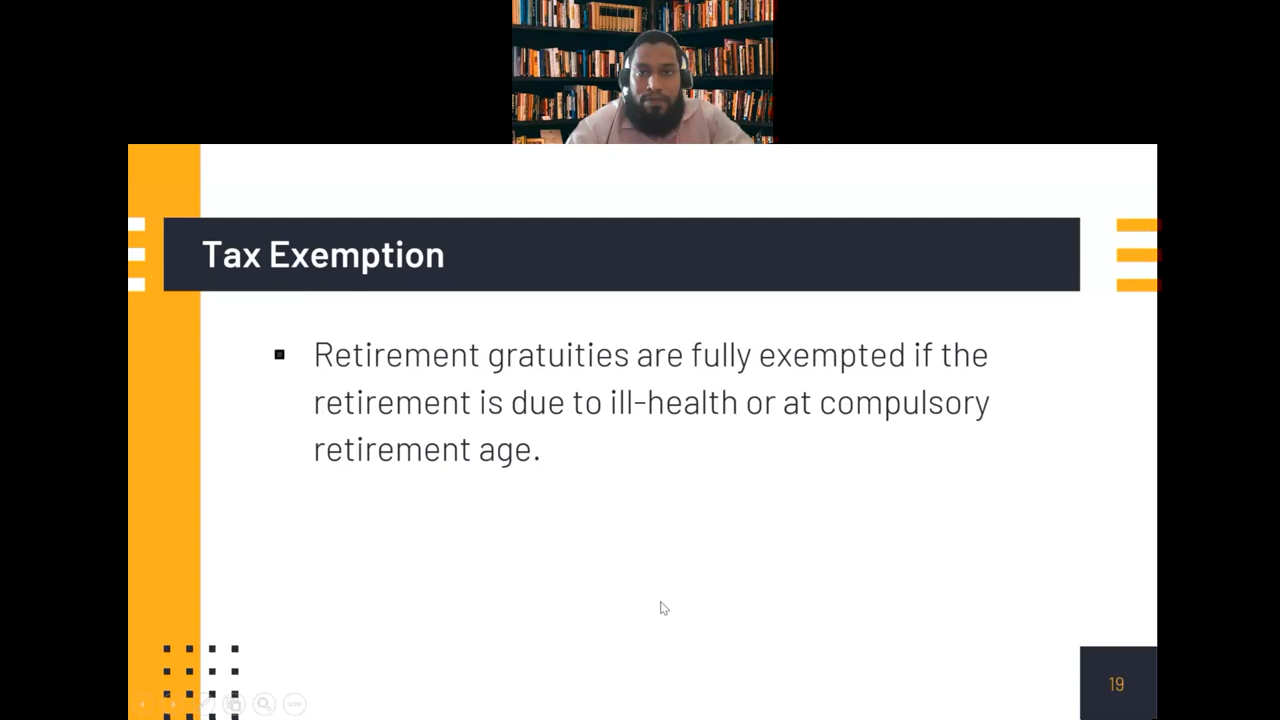 Tax Exemption
Retirement gratuities are fully exempted if the
retirement is due to ill-health or at compulsory
retirement age.
19